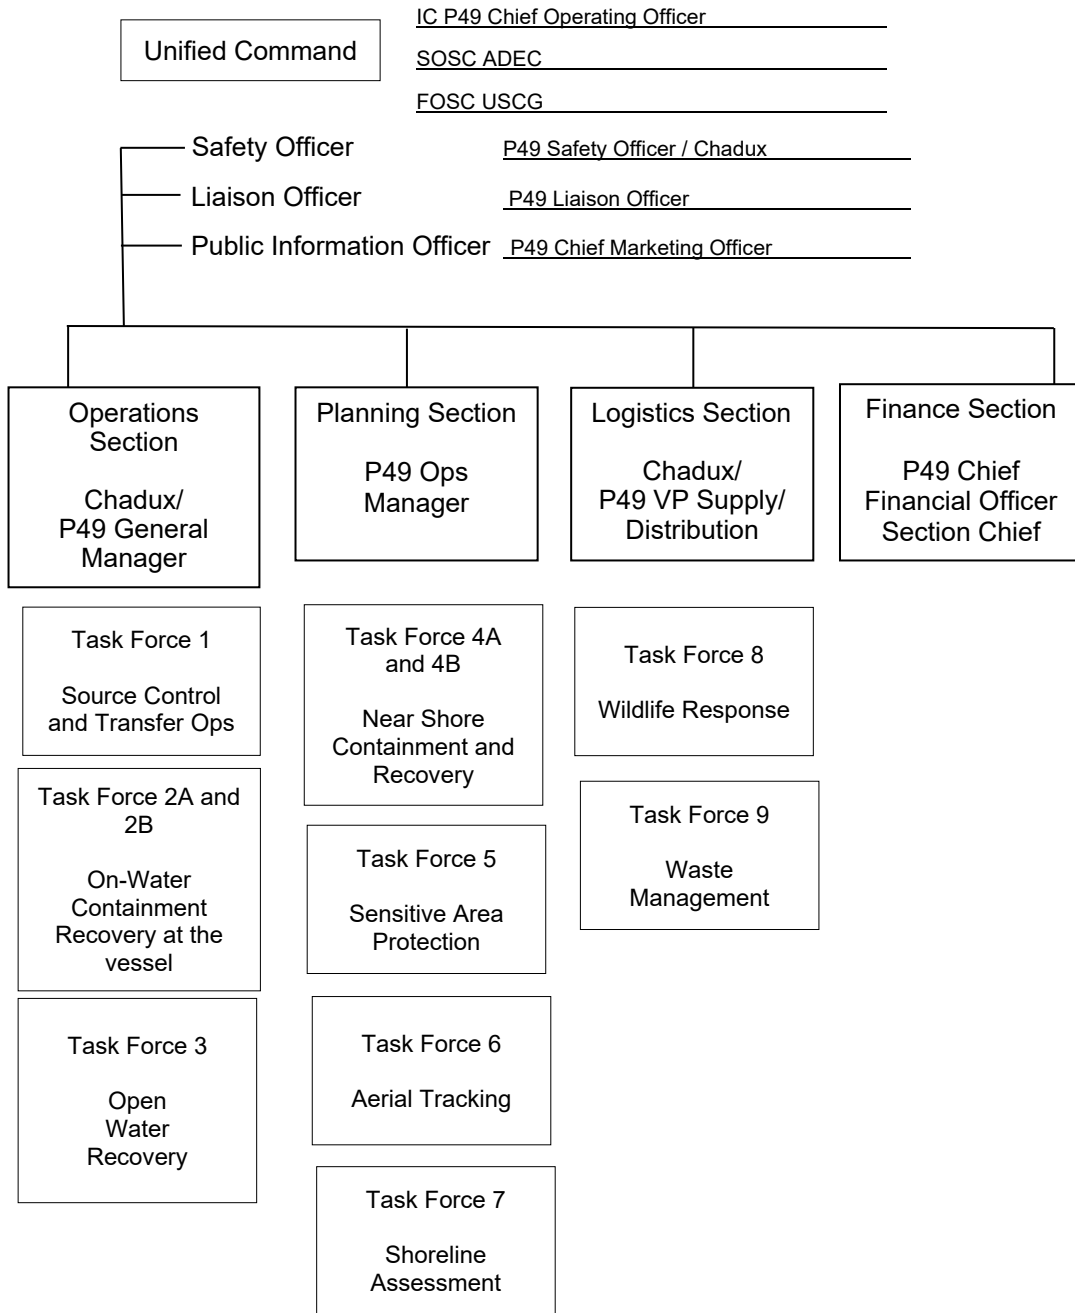 Unified Command
IC P49 Chief Operating Officer
SOSC ADEC
FOSC USCG
Safety Officer
P49 Safety Officer / Chadux
Liaison Officer
P49 Liaison Officer
Public Information Officer
P49 Chief Marketing Officer
Operations
Section
Chadux/
P49 General
Manager
Planning Section
P49 Ops
Manager
Logistics Section
Chadux/
P49 VP Supply/
Distribution
Finance Section
P49 Chief
Financial Officer
Section Chief
Task Force 1
Source Control
and Transfer Ops
Task Force 2A and
2B
On-Water
Containment
Recovery at the
vessel
Task Force 3
Open
Water
Recovery
Task Force 4A
and 4B
Near Shore
Containment and
Recovery
Task Force 5
Sensitive Area
Protection
Task Force 6
Aerial Tracking
Task Force 7
Shoreline
Assessment
Task Force 8
Wildlife Response
Task Force 9
Waste
Management